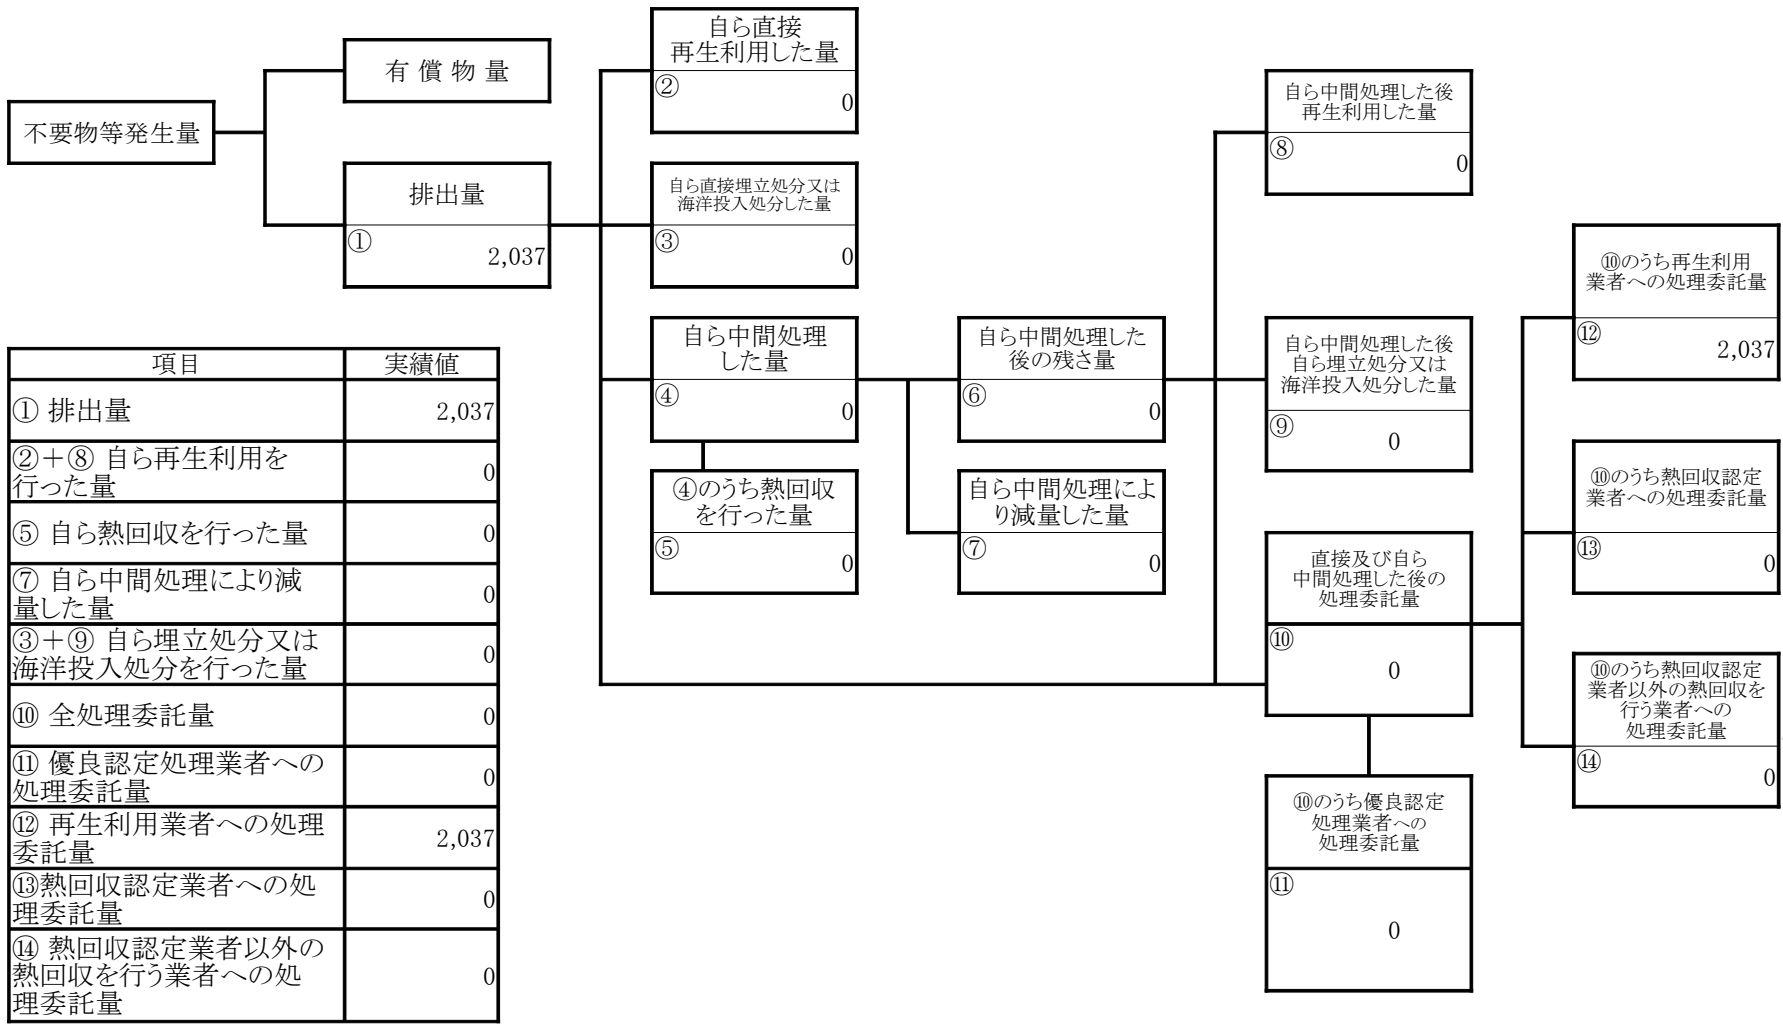 自ら直接
再生利用した量
②
0
有 償 物 量
不要物等発生量
排出量
①
2,037
自ら直接埋立処分又は
海洋投入処分した量
③
0
自ら中間処理した後
再生利用した量
⑧
0
⑩のうち再生利用
業者への処理委託量
⑫
2,037
自ら中間処理
した量
④
0
自ら中間処理した
後の残さ量
⑥
0
自ら中間処理した後
自ら埋立処分又は
海洋投入処分した量
⑨
0
④のうち熱回収
を行った量
⑤
0
自ら中間処理によ
り減量した量
⑦
0
⑩のうち熱回収認定
業者への処理委託量
⑬
0
直接及び自ら
中間処理した後の
処理委託量
⑩
0
⑩のうち熱回収認定
業者以外の熱回収を
行う業者への
処理委託量
⑭
0
⑩のうち優良認定
処理業者への
処理委託量
⑪
0
項目 実績値
① 排出量 2,037
②+⑧ 自ら再生利用を
行った量 0
⑤ 自ら熱回収を行った量 0
⑦ 自ら中間処理により減
量した量 0
③+⑨ 自ら埋立処分又は
海洋投入処分を行った量 0
⑩ 全処理委託量 0
⑪ 優良認定処理業者への
処理委託量 0
⑫ 再生利用業者への処理
委託量 2,037
⑬熱回収認定業者への処
理委託量 0
⑭ 熱回収認定業者以外の
熱回収を行う業者への処
理委託量 0